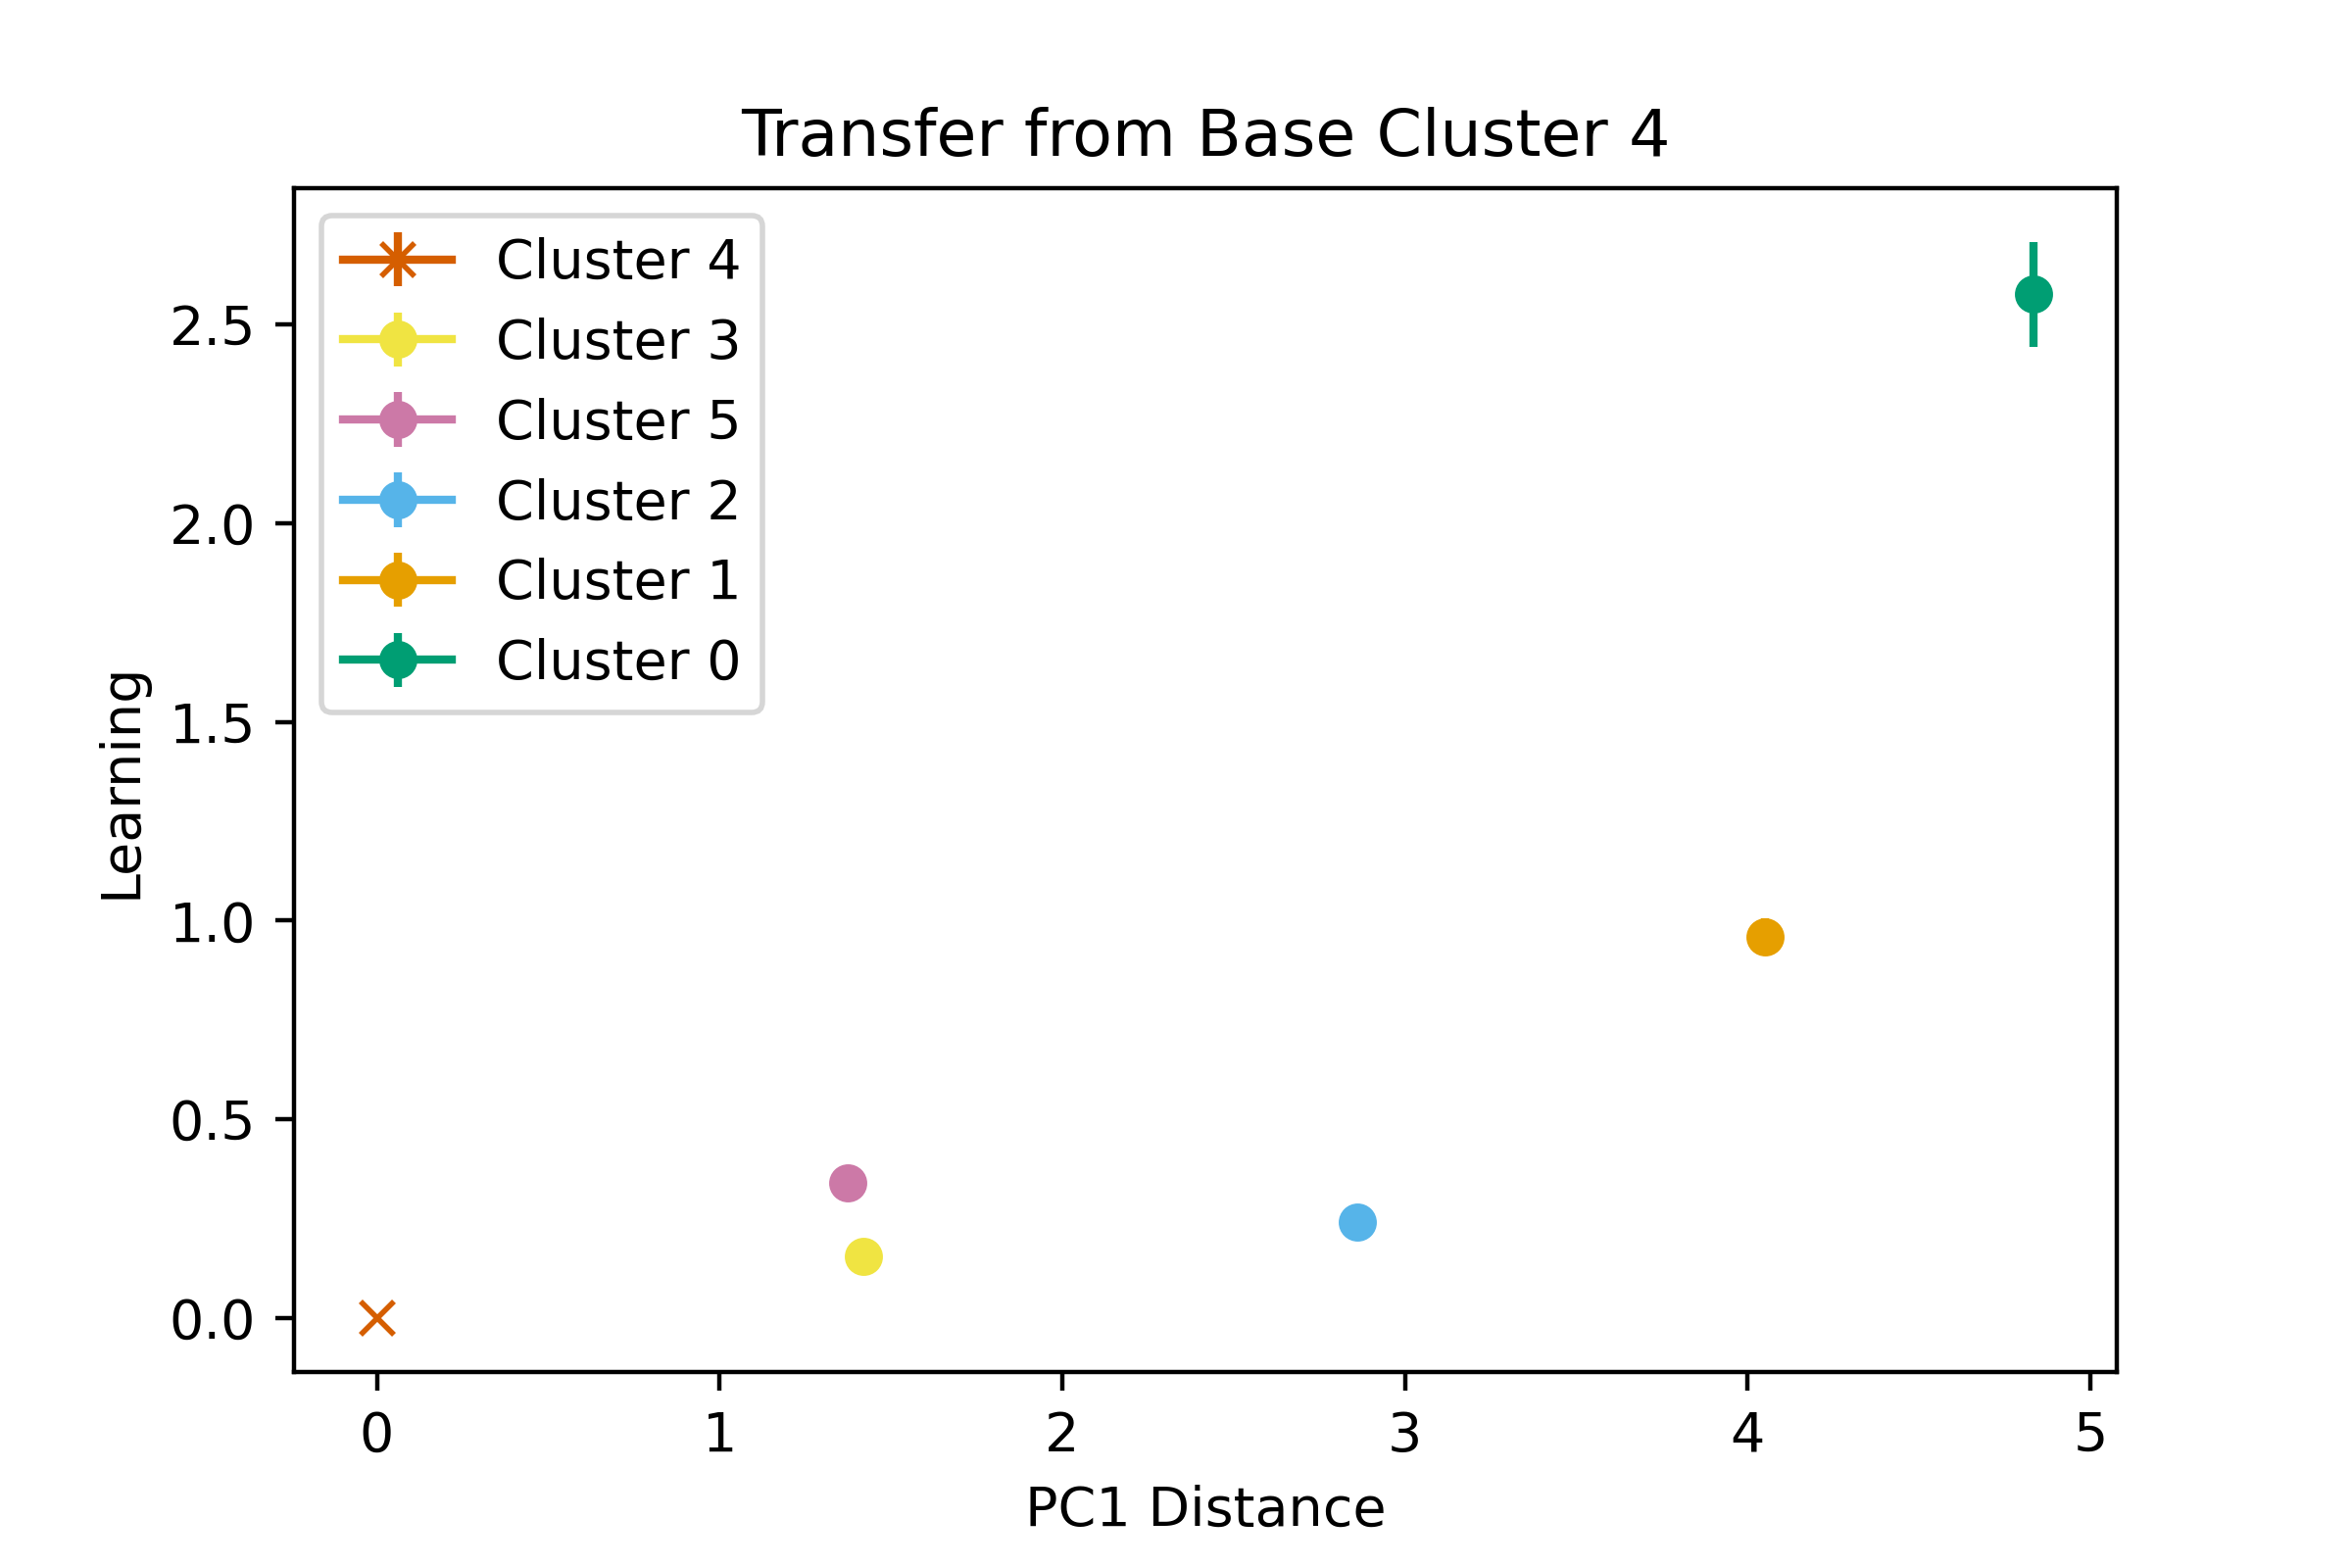 Transfer from Base Cluster 4
Cluster 4
Cluster 3
Cluster 5
Cluster 2
Cluster 1
Cluster 0
Learning
2.5
2.0
1.5
1.0
0.5
0.0
0 1 2 3 4 5
PC1 Distance